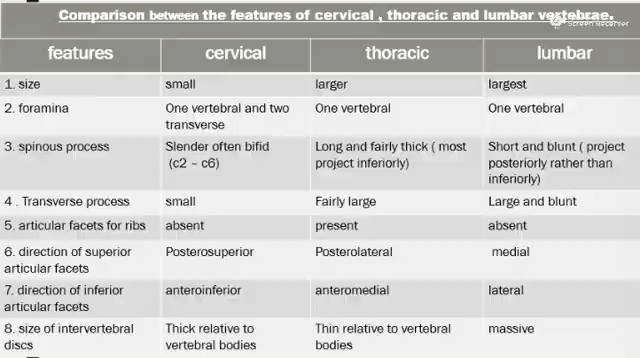 Comparison between the features of cervical , thoracic and lumbar vertebrae.
Screen Recorder
features cervical thoracic lumbar
1. size small larger largest
2. foramina One vertebral and two One vertebral One vertebral
transverse
3. spinous process Slender often bifid Long and fairly thick ( most Short and blunt ( project
(c2 – c6) project inferiorly) posteriorly rather than
inferiorly)
4 . Transverse process small Fairly large Large and blunt
5. articular facets for ribs absent present absent
6. direction of superior Posterosuperior Posterolateral medial
articular facets
7. direction of inferior anteroinferior anteromedial lateral
articular facets
8. size of intervertebral Thick relative to Thin relative to vertebral massive
discs vertebral bodies bodies